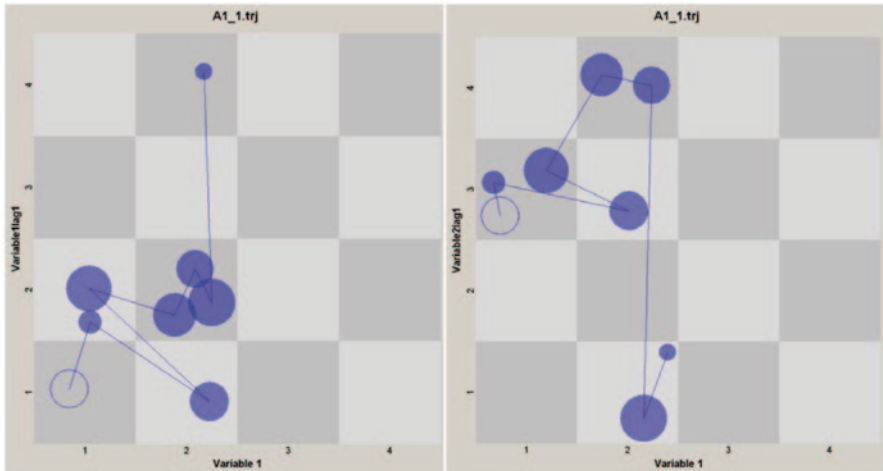 A1_1.trj
Variable1lag1
4
3
2
1
1 2 3 4
Variable 1
A1_1.trj
Variable2lag1
4
3
2
1
1 2 3 4
Variable 1